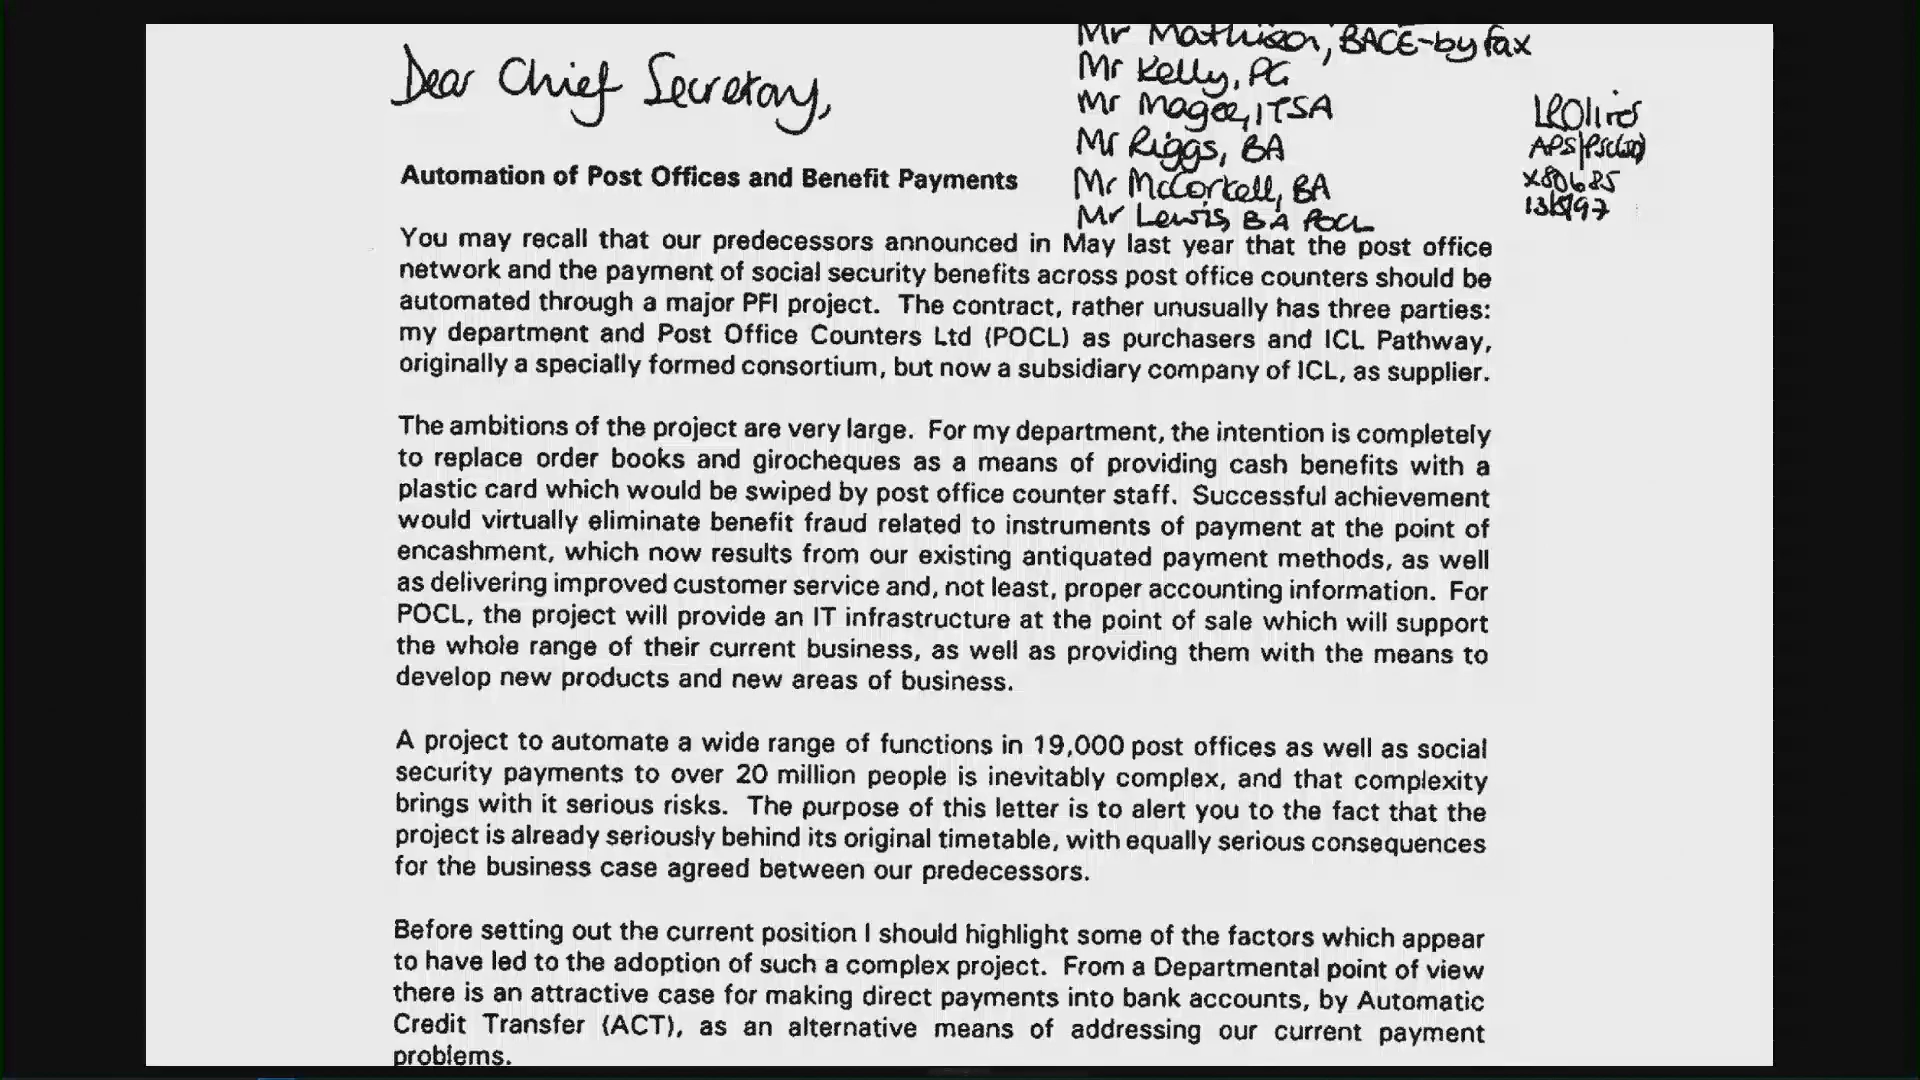 Mr Mathison, BACE-by fax
Dear Chief Secretary,
Mr Kelly, PG
Mr Magee, ITSA
Mr Riggs, BA
Mr McCorkell, BA
Mr Lewis, BA POCL
X80685
Automation of Post Offices and Benefit Payments
You may recall that our predecessors announced in May last year that the post office
network and the payment of social security benefits across post office counters should be
automated through a major PFI project. The contract, rather unusually has three parties:
my department and Post Office Counters Ltd (POCL) as purchasers and ICL Pathway,
originally a specially formed consortium, but now a subsidiary company of ICL, as supplier.
The ambitions of the project are very large. For my department, the intention is completely
to replace order books and girocheques as a means of providing cash benefits with a
plastic card which would be swiped by post office counter staff. Successful achievement
would virtually eliminate benefit fraud related to instruments of payment at the point of
encashment, which now results from our existing antiquated payment methods, as well
as delivering improved customer service and, not least, proper accounting information. For
POCL, the project will provide an IT infrastructure at the point of sale which will support
the whole range of their current business, as well as providing them with the means to
develop new products and new areas of business.
A project to automate a wide range of functions in 19,000 post offices as well as social
security payments to over 20 million people is inevitably complex, and that complexity
brings with it serious risks. The purpose of this letter is to alert you to the fact that the
project is already seriously behind its original timetable, with equally serious consequences
for the business case agreed between our predecessors.
Before setting out the current position I should highlight some of the factors which appear
to have led to the adoption of such a complex project. From a Departmental point of view
there is an attractive case for making direct payments into bank accounts, by Automatic
Credit Transfer (ACT), as an alternative means of addressing our current payment
problems.